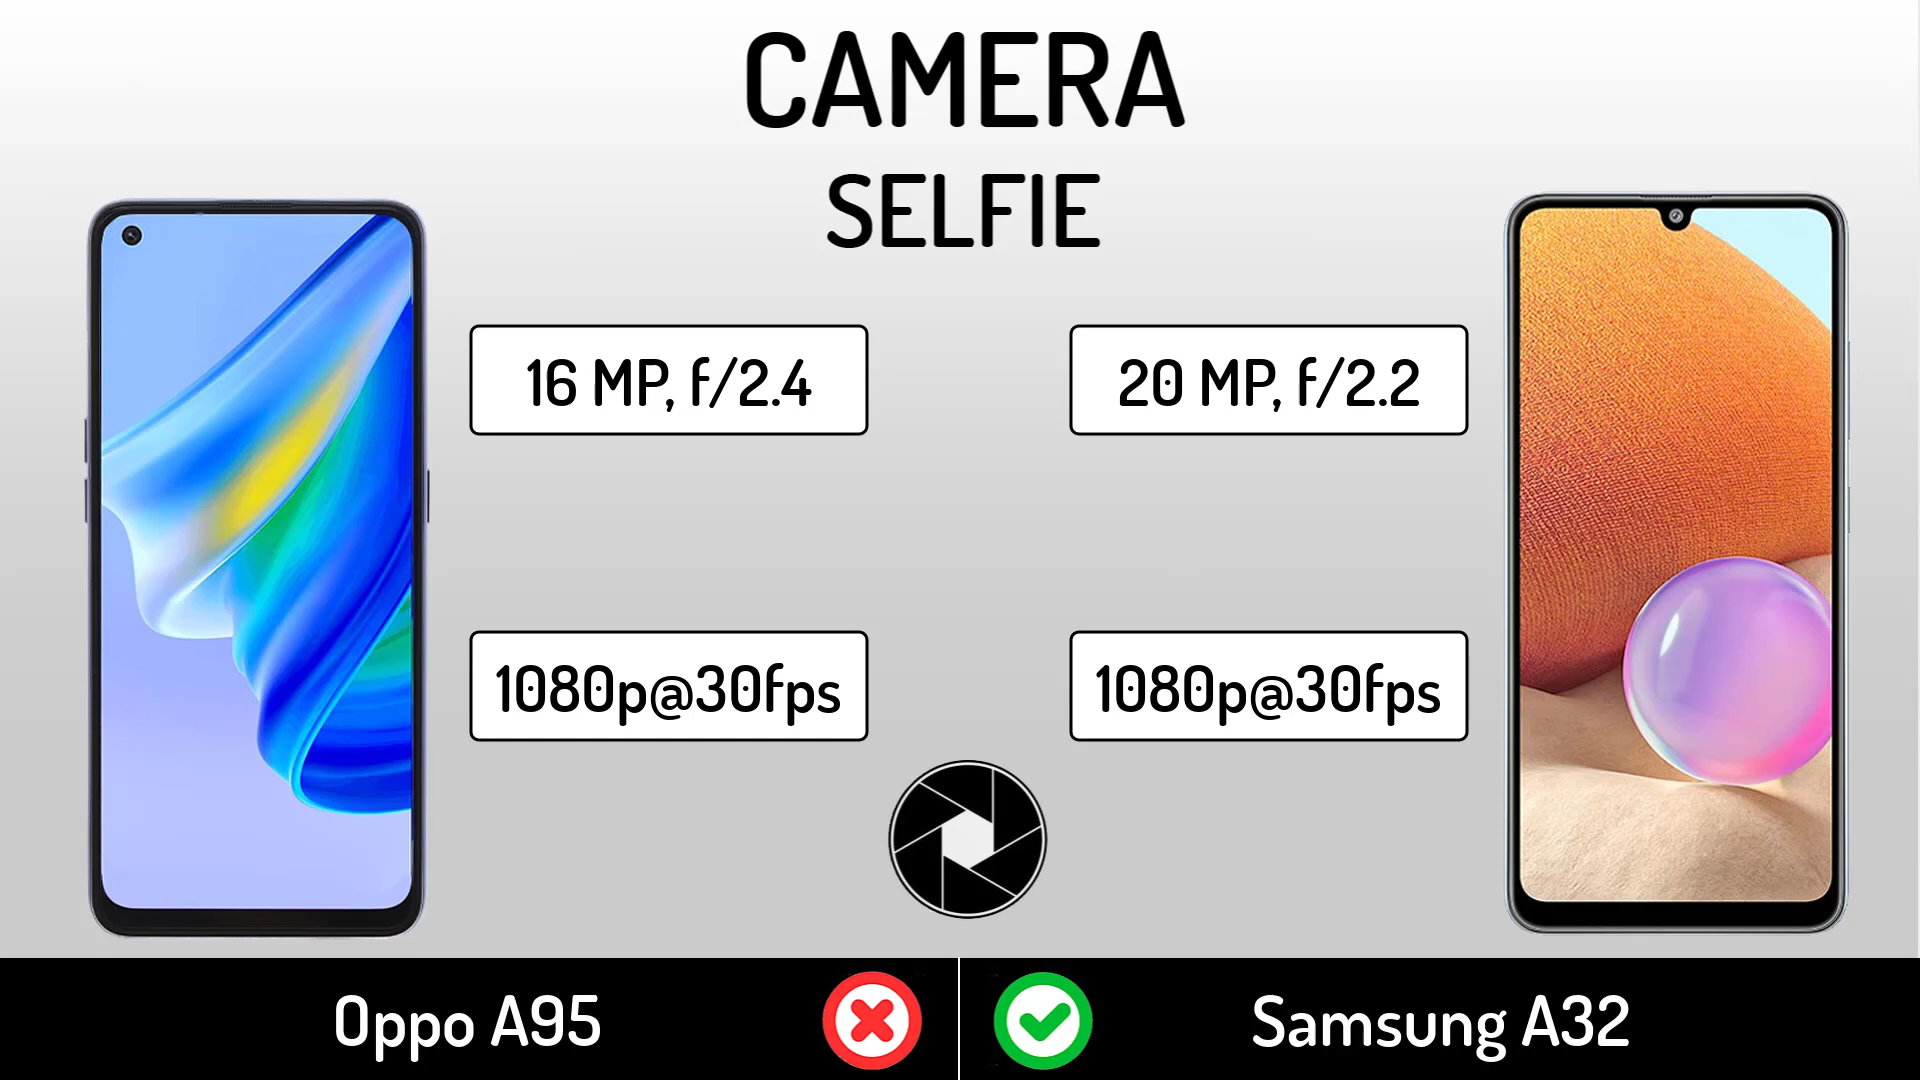 CAMERA
SELFIE
16 MP, f/2.4
20 MP, f/2.2
1080p@30fps
1080p@30fps
Oppo A95
Samsung A32